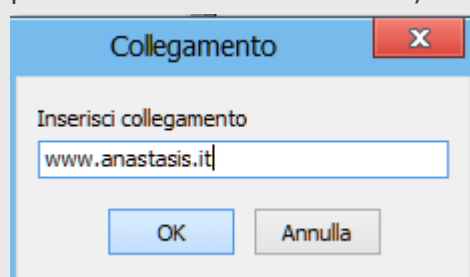 Collegamento
x
Inserisci collegamento
www.anastasis.it
OK
Annulla